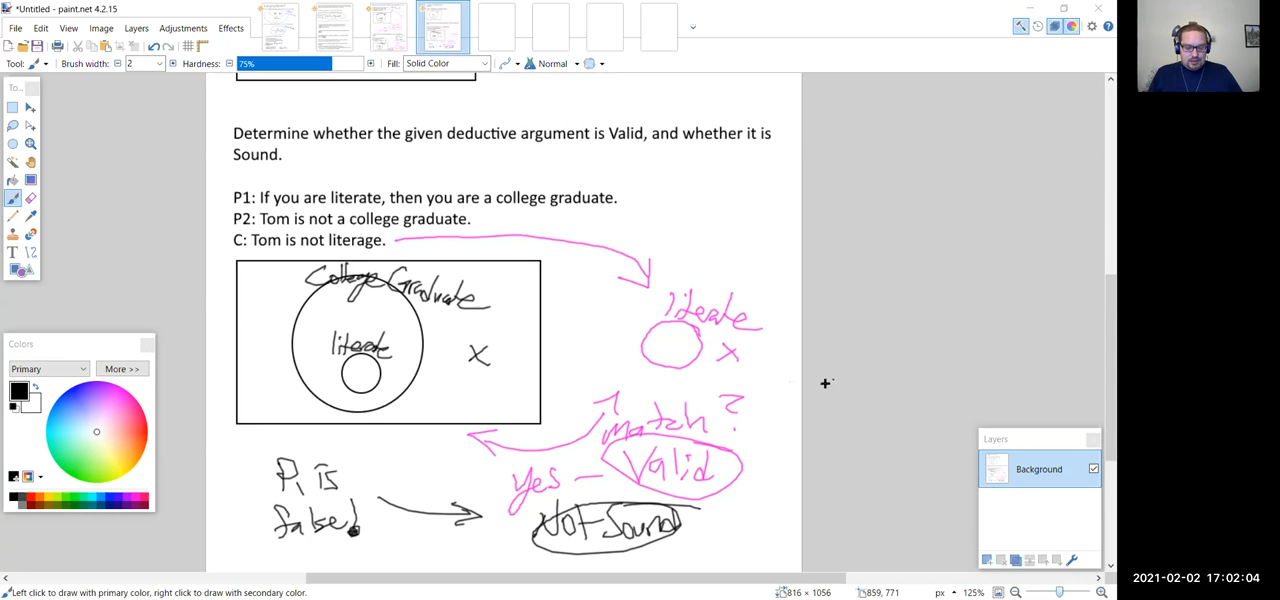 *Untitled - paint.net 4.2.15
File Edit View Image Layers Adjustments Effects
Tool: Brush width: 2 Hardness: 75% Fill: Solid Color Normal
To...
Determine whether the given deductive argument is Valid, and whether it is
Sound.
P1: If you are literate, then you are a college graduate.
P2: Tom is not a college graduate.
C: Tom is not literage.
College Graduate
literate
X
literate
X
match?
yes - Valid
P1 is
false!
Not Sound
Colors
Primary More >>
Layers
Background
Left click to draw with primary color, right click to draw with secondary color.
816 x 1056 859, 771 px 125%
2021-02-02 17:02:04